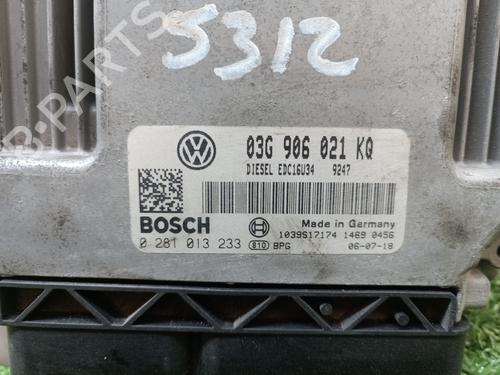 5312
B-PARTS
03G 906 021 KQ
DIESEL EDC16U34 9247
BOSCH
Made in Germany
1039S17174 1469 0456
0 281 013 233 810 BPG 06-07-18